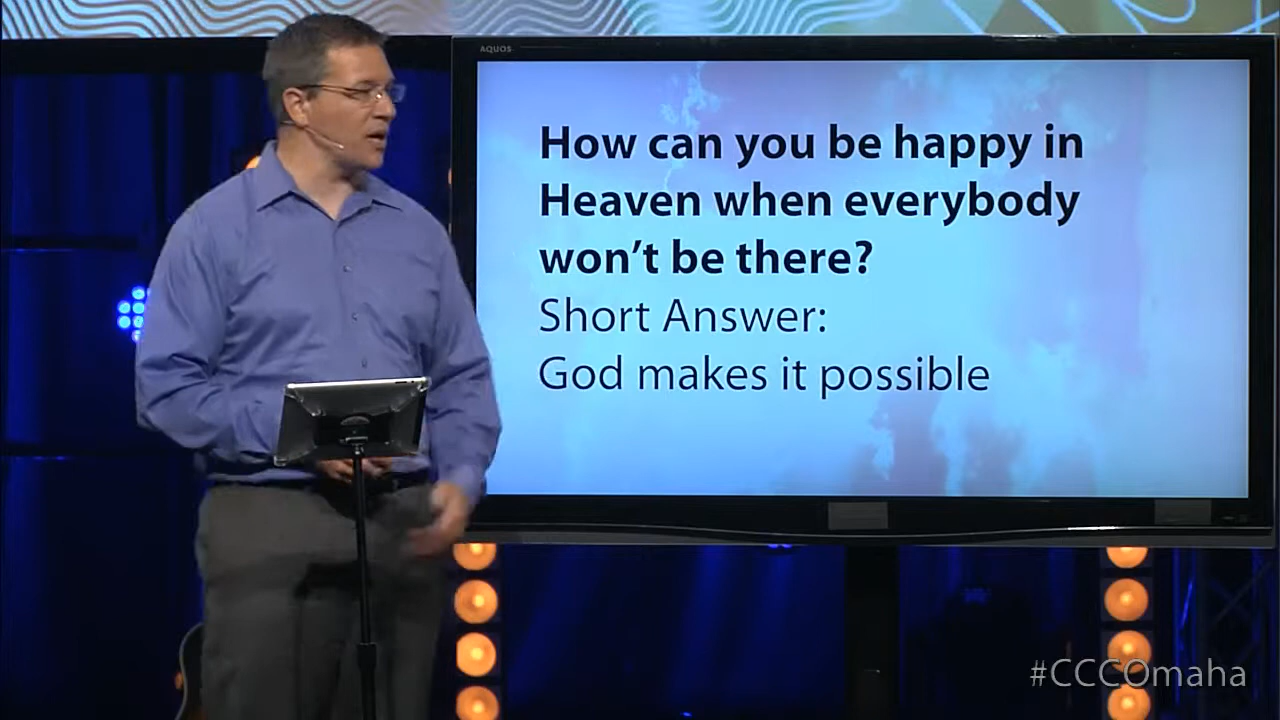 AQUOS
How can you be happy in
Heaven when everybody
won't be there?
Short Answer:
God makes it possible
#CCCOmaha